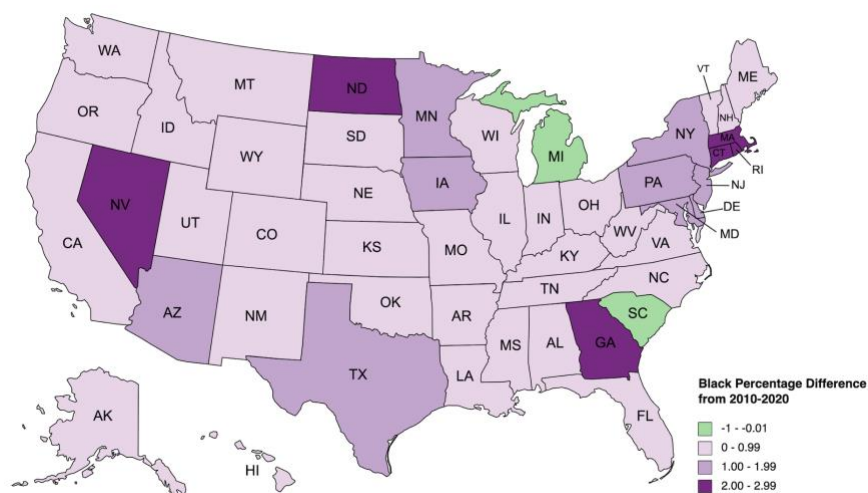 WA
MT
ND
MN
VT
ME
OR
ID
SD
WI
NH
NY
MA
CT
RI
WY
MI
NE
IA
PA
NJ
NV
UT
CO
IL
IN
OH
DE
MD
CA
KS
MO
WV
VA
KY
NC
TN
AZ
NM
OK
AR
SC
MS
AL
GA
TX
LA
FL
AK
HI
Black Percentage Difference
from 2010-2020
-1 - -0.01
0 - 0.99
1.00 - 1.99
2.00 - 2.99